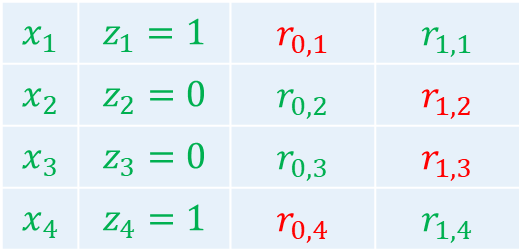 x₁ z₁ = 1 r₀,₁ r₁,₁
x₂ z₂ = 0 r₀,₂ r₁,₂
x₃ z₃ = 0 r₀,₃ r₁,₃
x₄ z₄ = 1 r₀,₄ r₁,₄